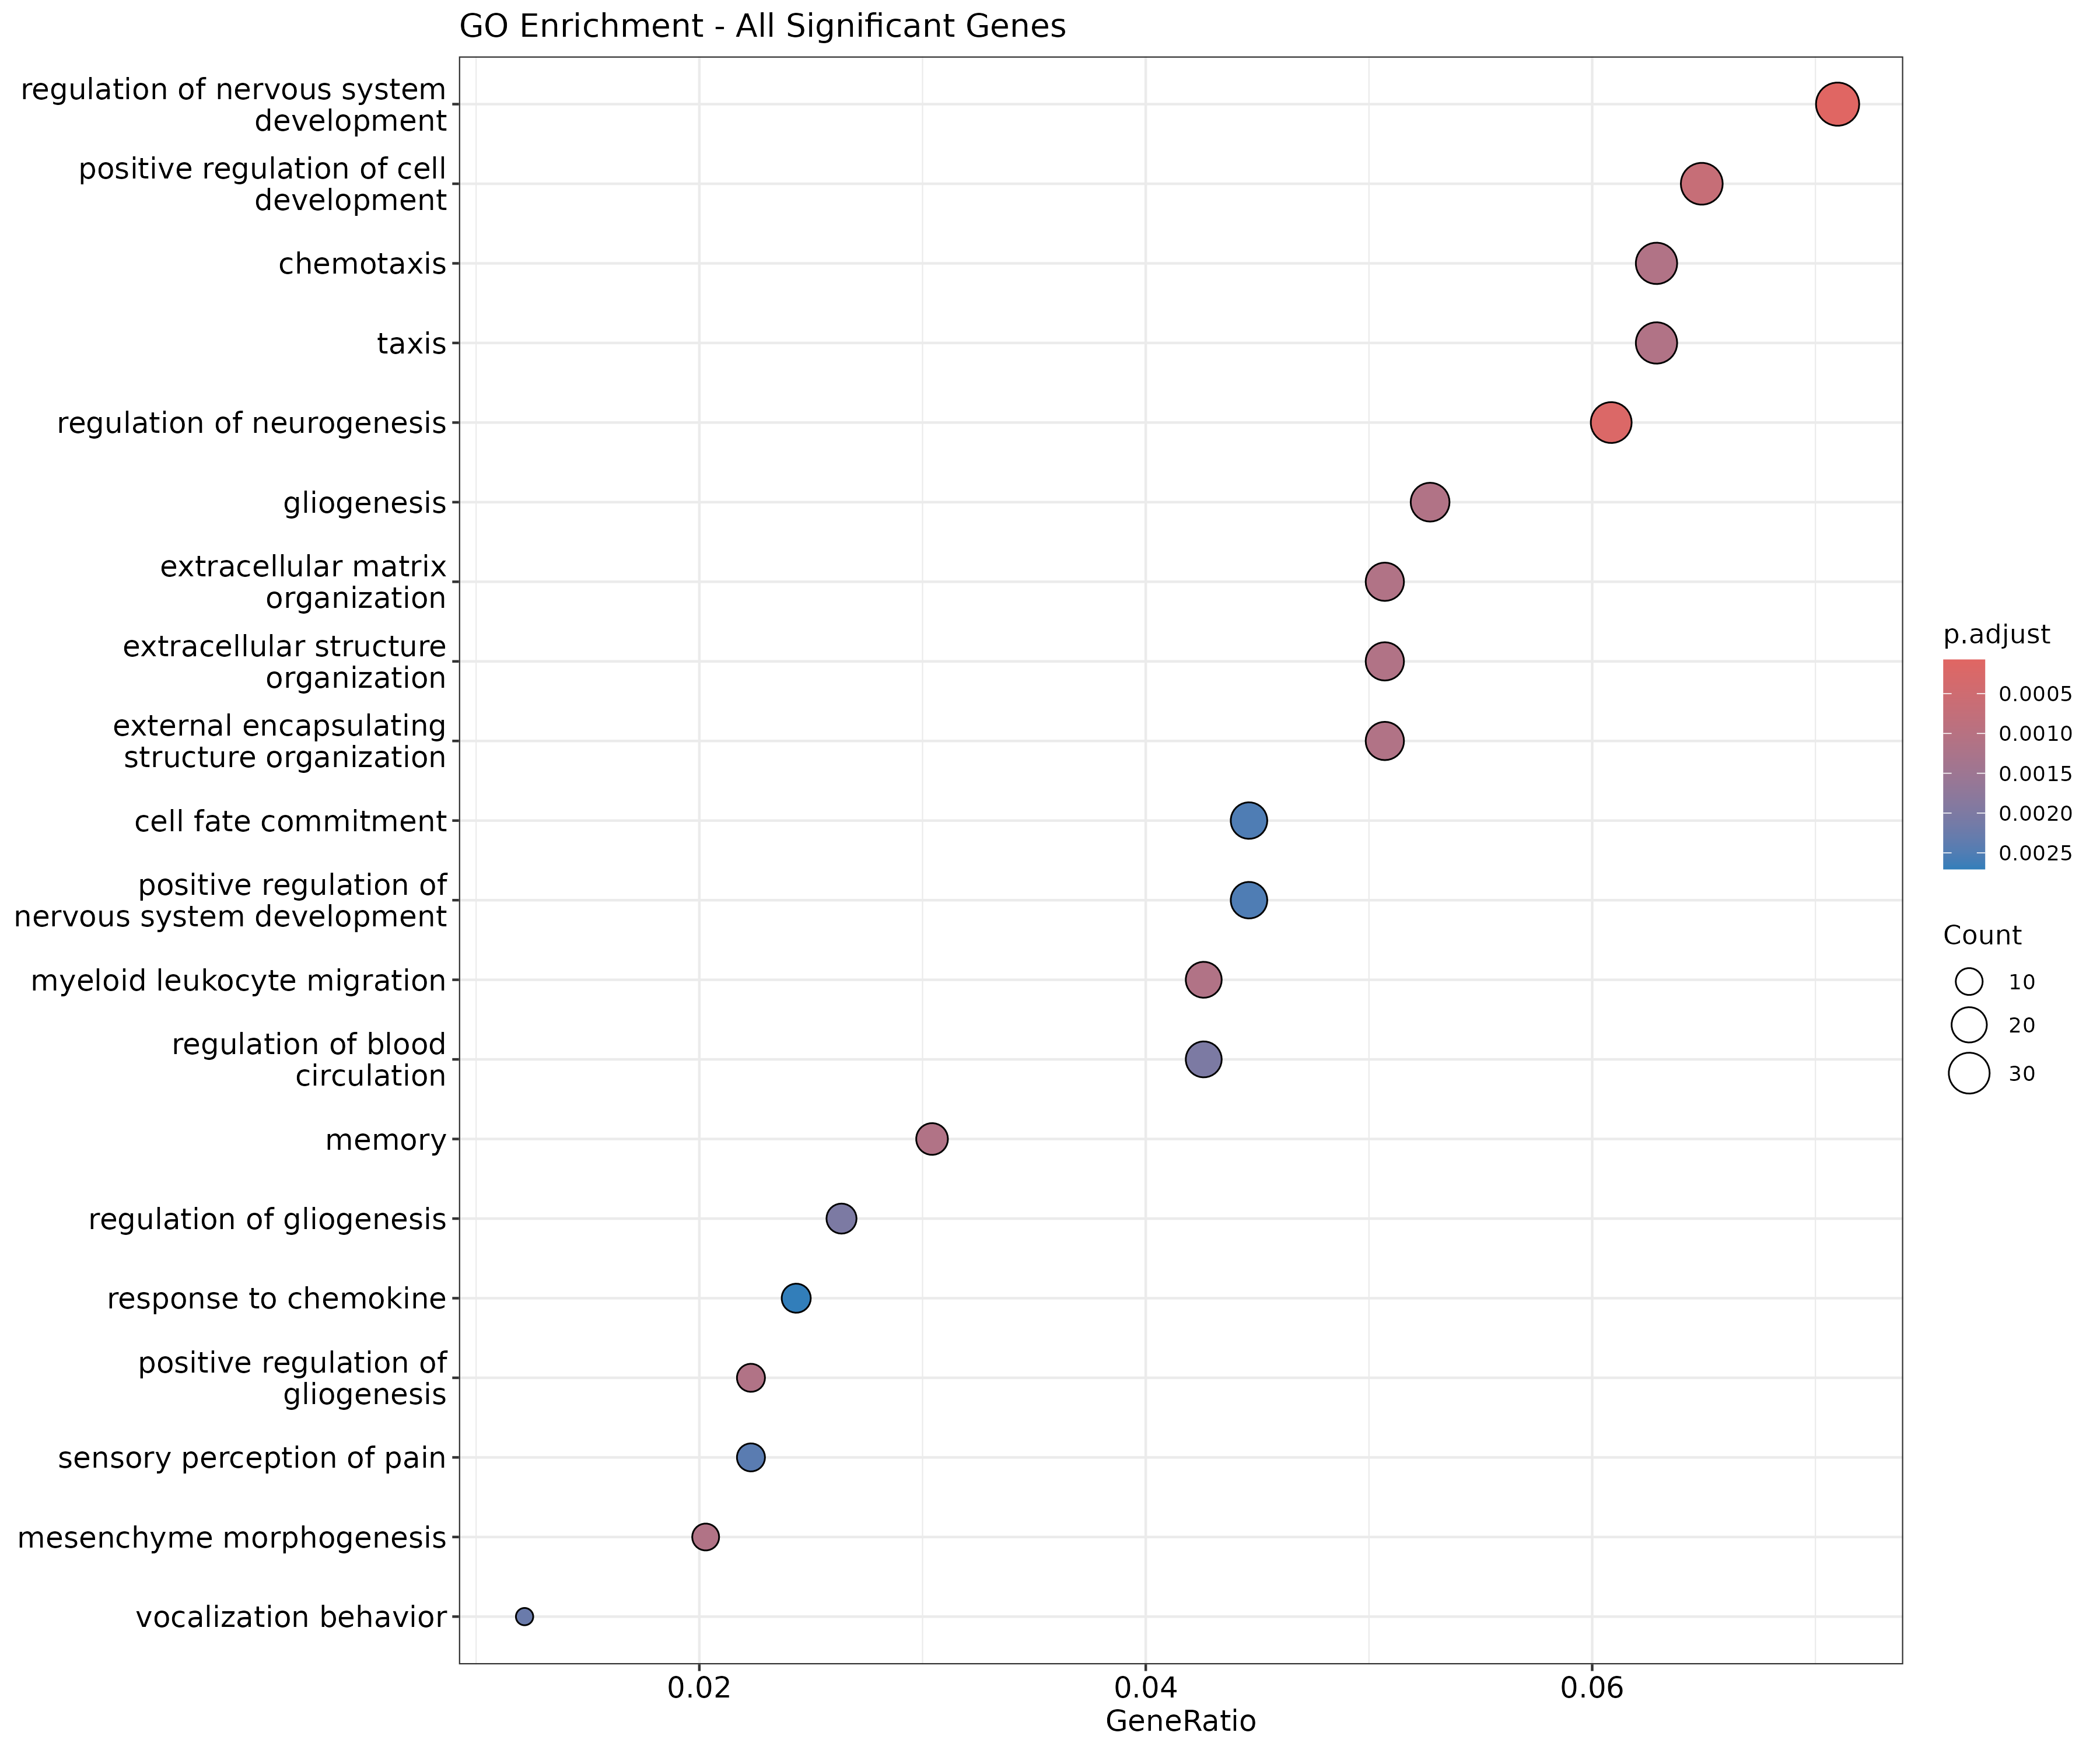 GO Enrichment - All Significant Genes
regulation of nervous system
development
positive regulation of cell
development
chemotaxis
taxis
regulation of neurogenesis
gliogenesis
extracellular matrix
organization
extracellular structure
organization
external encapsulating
structure organization
cell fate commitment
positive regulation of
nervous system development
myeloid leukocyte migration
regulation of blood
circulation
memory
regulation of gliogenesis
response to chemokine
positive regulation of
gliogenesis
sensory perception of pain
mesenchyme morphogenesis
vocalization behavior
0.02
0.04
0.06
GeneRatio
p.adjust
0.0005
0.0010
0.0015
0.0020
0.0025
Count
10
20
30